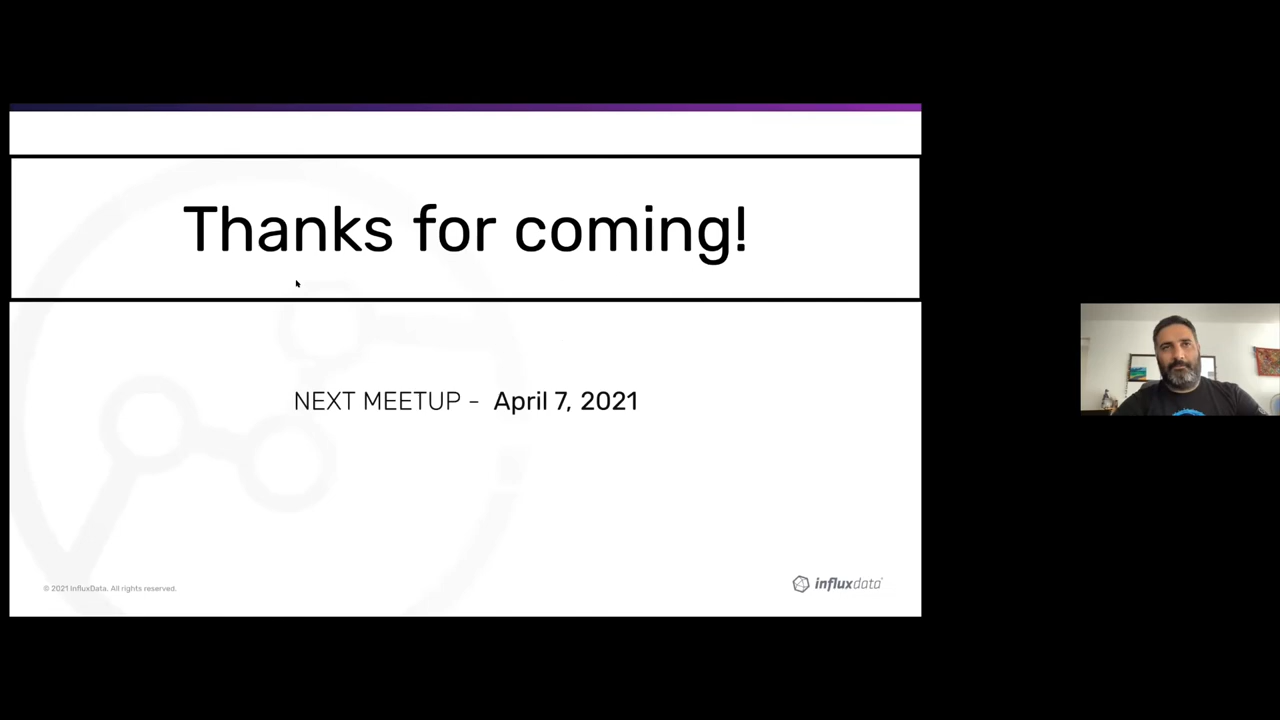 Thanks for coming!
NEXT MEETUP - April 7, 2021
© 2021 InfluxData. All rights reserved.
influxdata